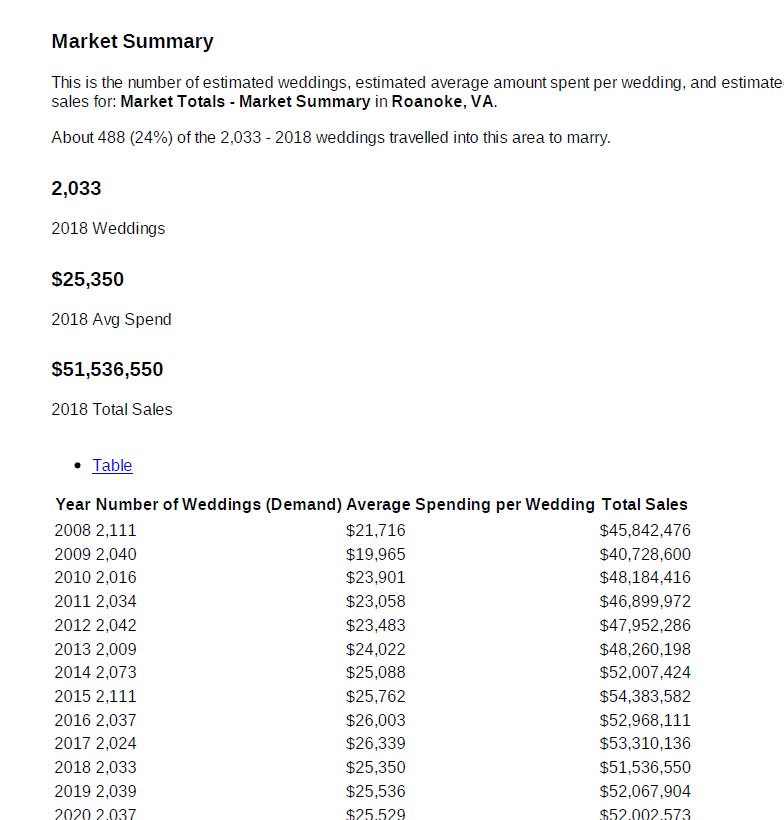 Market Summary
This is the number of estimated weddings, estimated average amount spent per wedding, and estimate
sales for: Market Totals - Market Summary in Roanoke, VA.
About 488 (24%) of the 2,033 - 2018 weddings travelled into this area to marry.
2,033
2018 Weddings
$25,350
2018 Avg Spend
$51,536,550
2018 Total Sales
Table
Year Number of Weddings (Demand) Average Spending per Wedding Total Sales
2008 2,111 $21,716 $45,842,476
2009 2,040 $19,965 $40,728,600
2010 2,016 $23,901 $48,184,416
2011 2,034 $23,058 $46,899,972
2012 2,042 $23,483 $47,952,286
2013 2,009 $24,022 $48,260,198
2014 2,073 $25,088 $52,007,424
2015 2,111 $25,762 $54,383,582
2016 2,037 $26,003 $52,968,111
2017 2,024 $26,339 $53,310,136
2018 2,033 $25,350 $51,536,550
2019 2,039 $25,536 $52,067,904
2020 2,037 $25,529 $52,002,573